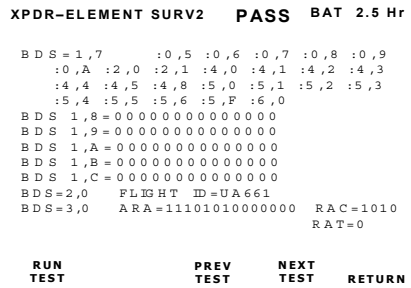 XPDR–ELEMENT SURV2 PASS BAT 2.5 Hr
BDS=1,7 :0,5 :0,6 :0,7 :0,8 :0,9
:0,A :2,0 :2,1 :4,0 :4,1 :4,2 :4,3
:4,4 :4,5 :4,8 :5,0 :5,1 :5,2 :5,3
:5,4 :5,5 :5,6 :5,F :6,0
BDS 1,8=00000000000000
BDS 1,9=00000000000000
BDS 1,A=00000000000000
BDS 1,B=00000000000000
BDS 1,C=00000000000000
BDS=2,0 FLIGHT ID=UA661
BDS=3,0 ARA=11101010000000 RAC=1010
RAT=0
RUN TEST PREV TEST NEXT TEST RETURN